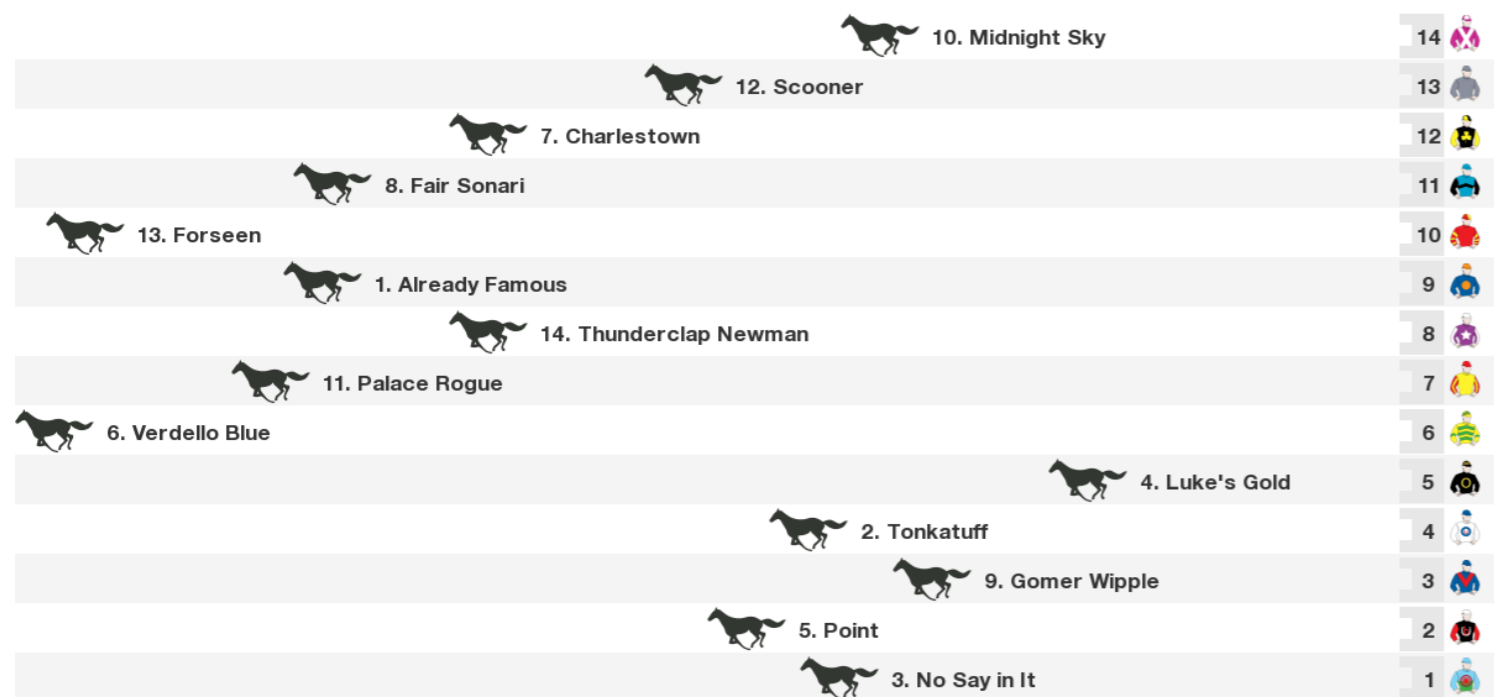 10. Midnight Sky 14
12. Scooner 13
7. Charlestown 12
8. Fair Sonari 11
13. Forseen 10
1. Already Famous 9
14. Thunderclap Newman 8
11. Palace Rogue 7
6. Verdello Blue 6
4. Luke's Gold 5
2. Tonkatuff 4
9. Gomer Wipple 3
5. Point 2
3. No Say in It 1